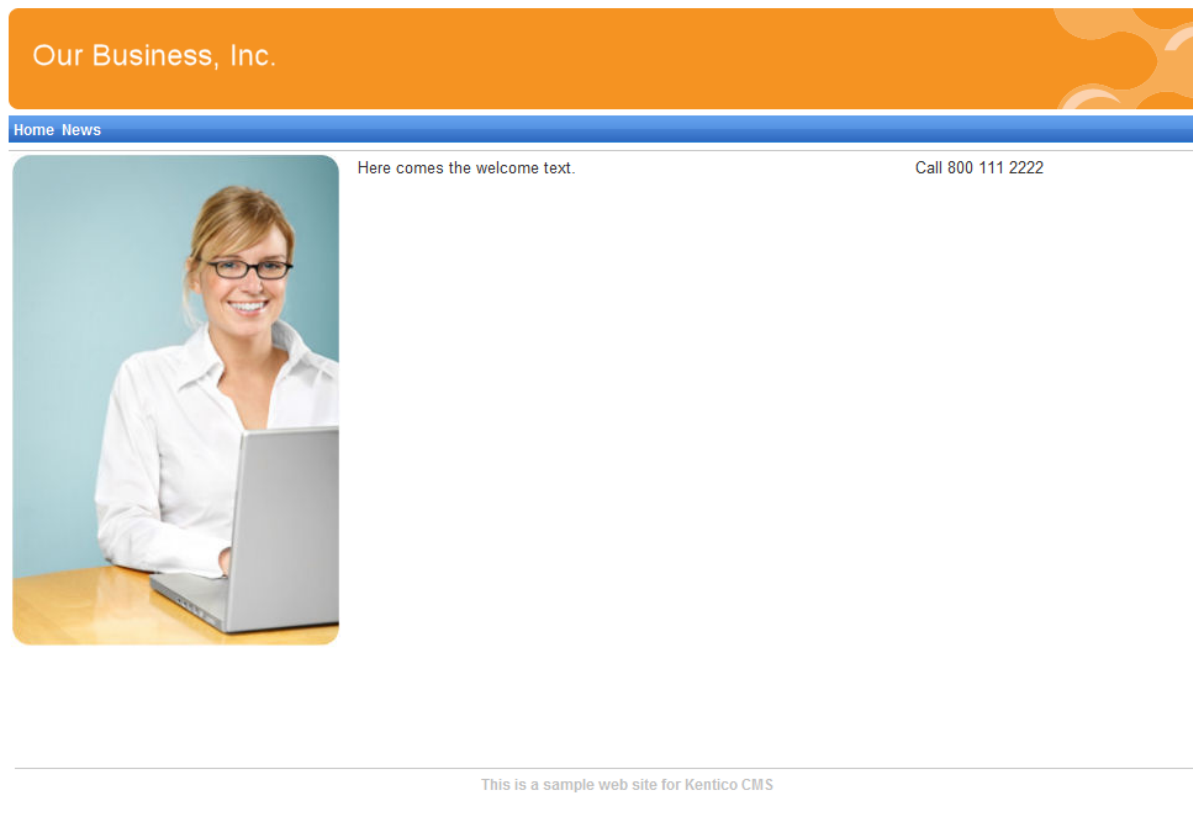 Our Business, Inc.
Home News
Here comes the welcome text.
Call 800 111 2222
This is a sample web site for Kentico CMS